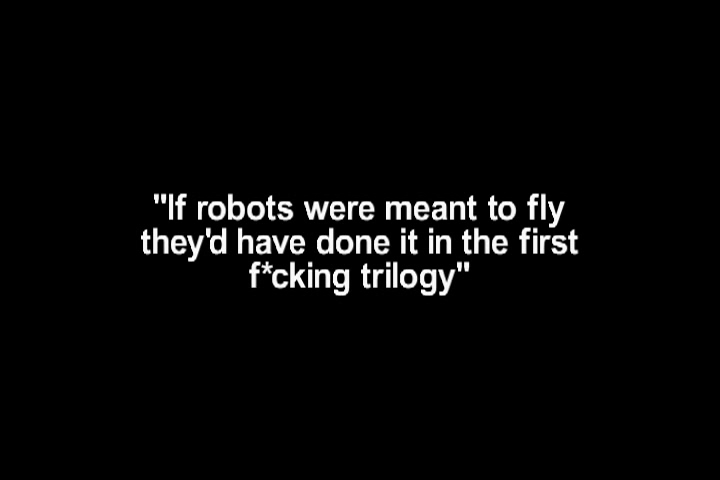 "If robots were meant to fly
they'd have done it in the first
f*cking trilogy"